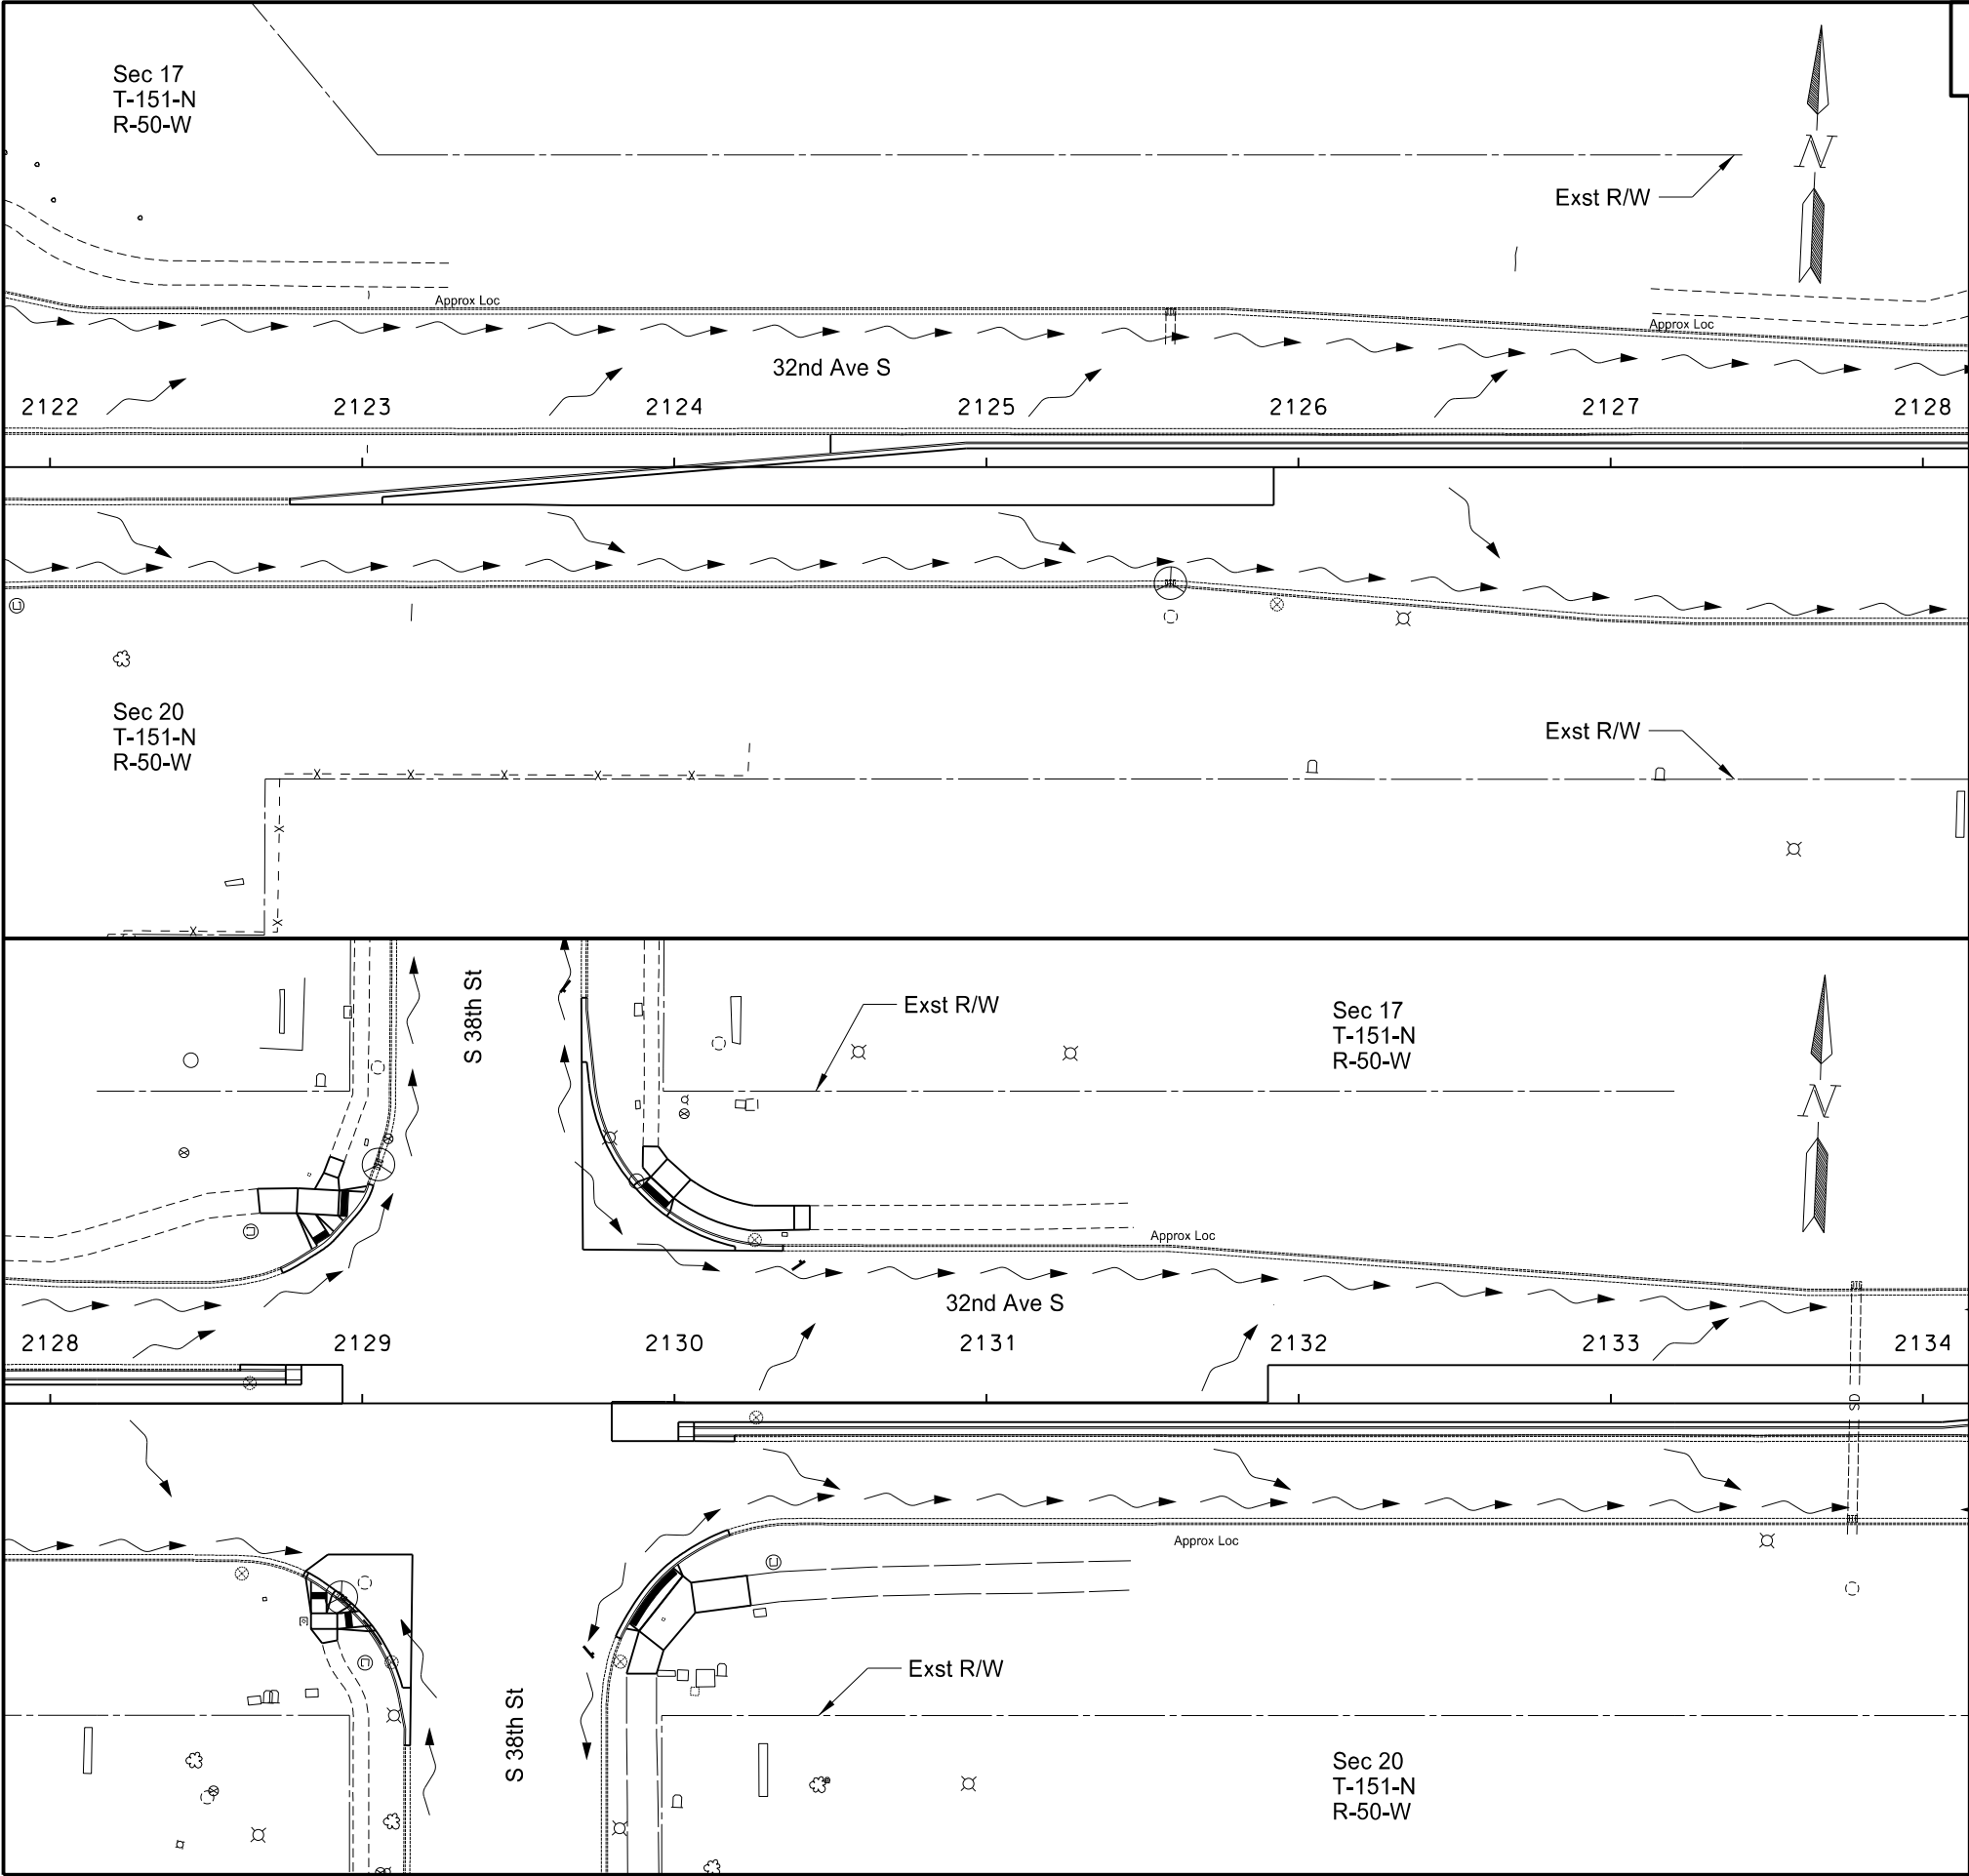 Sec 17
T-151-N
R-50-W
N
Exst R/W
Approx Loc
Approx Loc
32nd Ave S
2122 2123 2124 2125 2126 2127 2128
Sec 20
T-151-N
R-50-W
Exst R/W
S 38th St
Exst R/W
Sec 17
T-151-N
R-50-W
N
Approx Loc
32nd Ave S
2128 2129 2130 2131 2132 2133 2134
SD
Approx Loc
Exst R/W
S 38th St
Sec 20
T-151-N
R-50-W